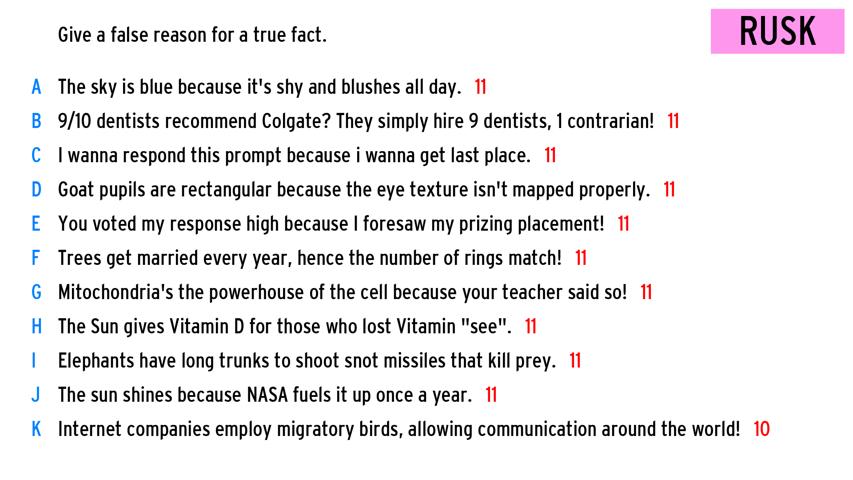 Give a false reason for a true fact.
RUSK
A The sky is blue because it's shy and blushes all day. 11
B 9/10 dentists recommend Colgate? They simply hire 9 dentists, 1 contrarian! 11
C I wanna respond this prompt because i wanna get last place. 11
D Goat pupils are rectangular because the eye texture isn't mapped properly. 11
E You voted my response high because I foresaw my prizing placement! 11
F Trees get married every year, hence the number of rings match! 11
G Mitochondria's the powerhouse of the cell because your teacher said so! 11
H The Sun gives Vitamin D for those who lost Vitamin "see". 11
I Elephants have long trunks to shoot snot missiles that kill prey. 11
J The sun shines because NASA fuels it up once a year. 11
K Internet companies employ migratory birds, allowing communication around the world! 10